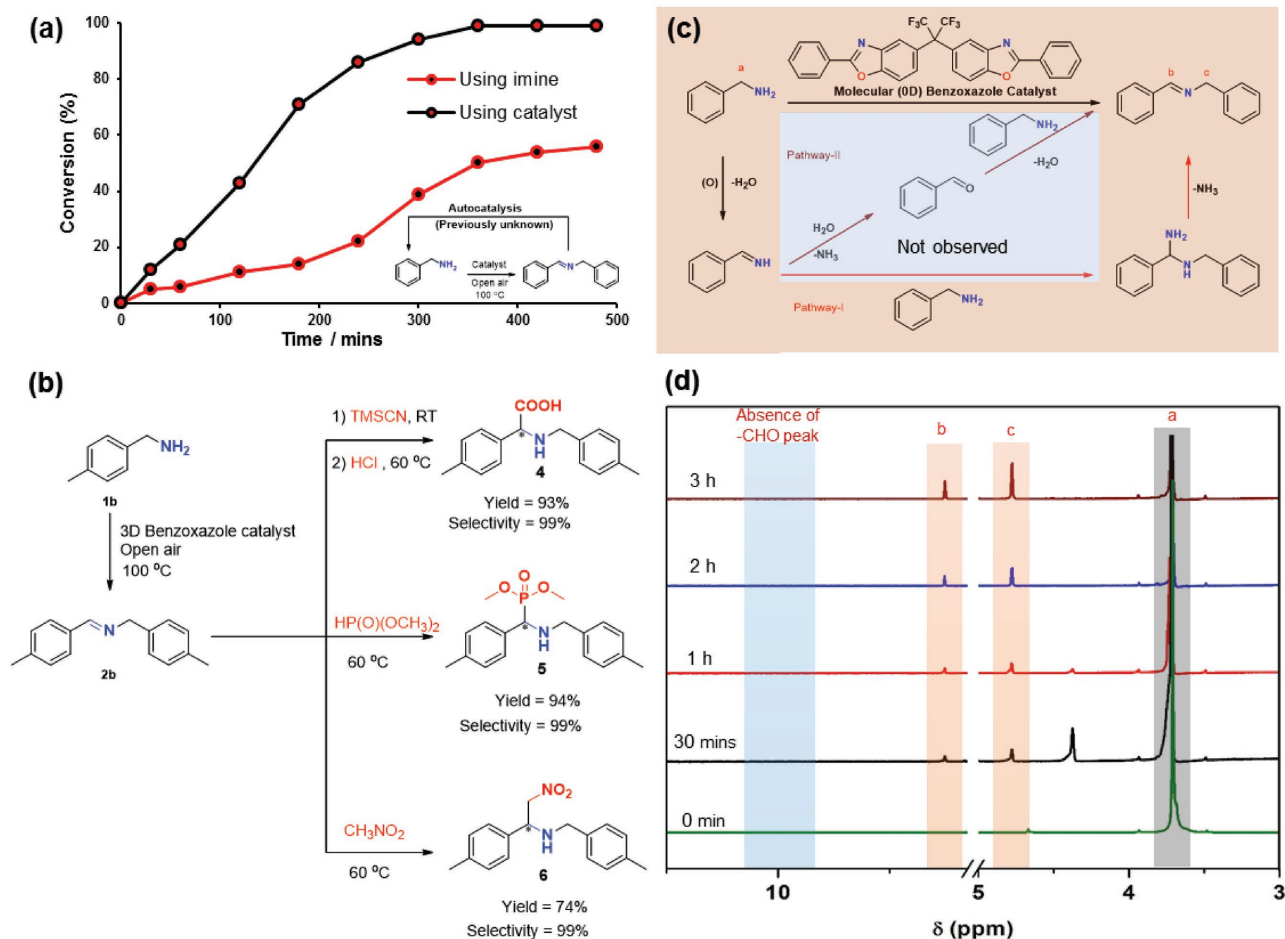 (a)
100
80
60
40
20
0
Conversion (%)
Using imine
Using catalyst
Autocatalysis
(Previously unknown)
NH2
Catalyst
Open air
100 °C
N
0 100 200 300 400 500
Time / mins
(c)
F3C CF3
N N
O O
a
NH2
Molecular (0D) Benzoxazole Catalyst
b c
N
NH2
Pathway-II
-H2O
(O) -H2O
O
-NH3
H2O
-NH3
Not observed
NH2
NH
N
H
Pathway-I
NH2
(b)
NH2
1b
3D Benzoxazole catalyst
Open air
100 °C
N
2b
1) TMSCN, RT
2) HCl , 60 °C
COOH
*
N
H
4
Yield = 93%
Selectivity = 99%
HP(O)(OCH3)2
60 °C
O
O P O
*
N
H
5
Yield = 94%
Selectivity = 99%
CH3NO2
60 °C
NO2
*
N
H
6
Yield = 74%
Selectivity = 99%
(d)
Absence of
-CHO peak
b
c
a
3 h
2 h
1 h
30 mins
0 min
10 5 4 3
δ (ppm)